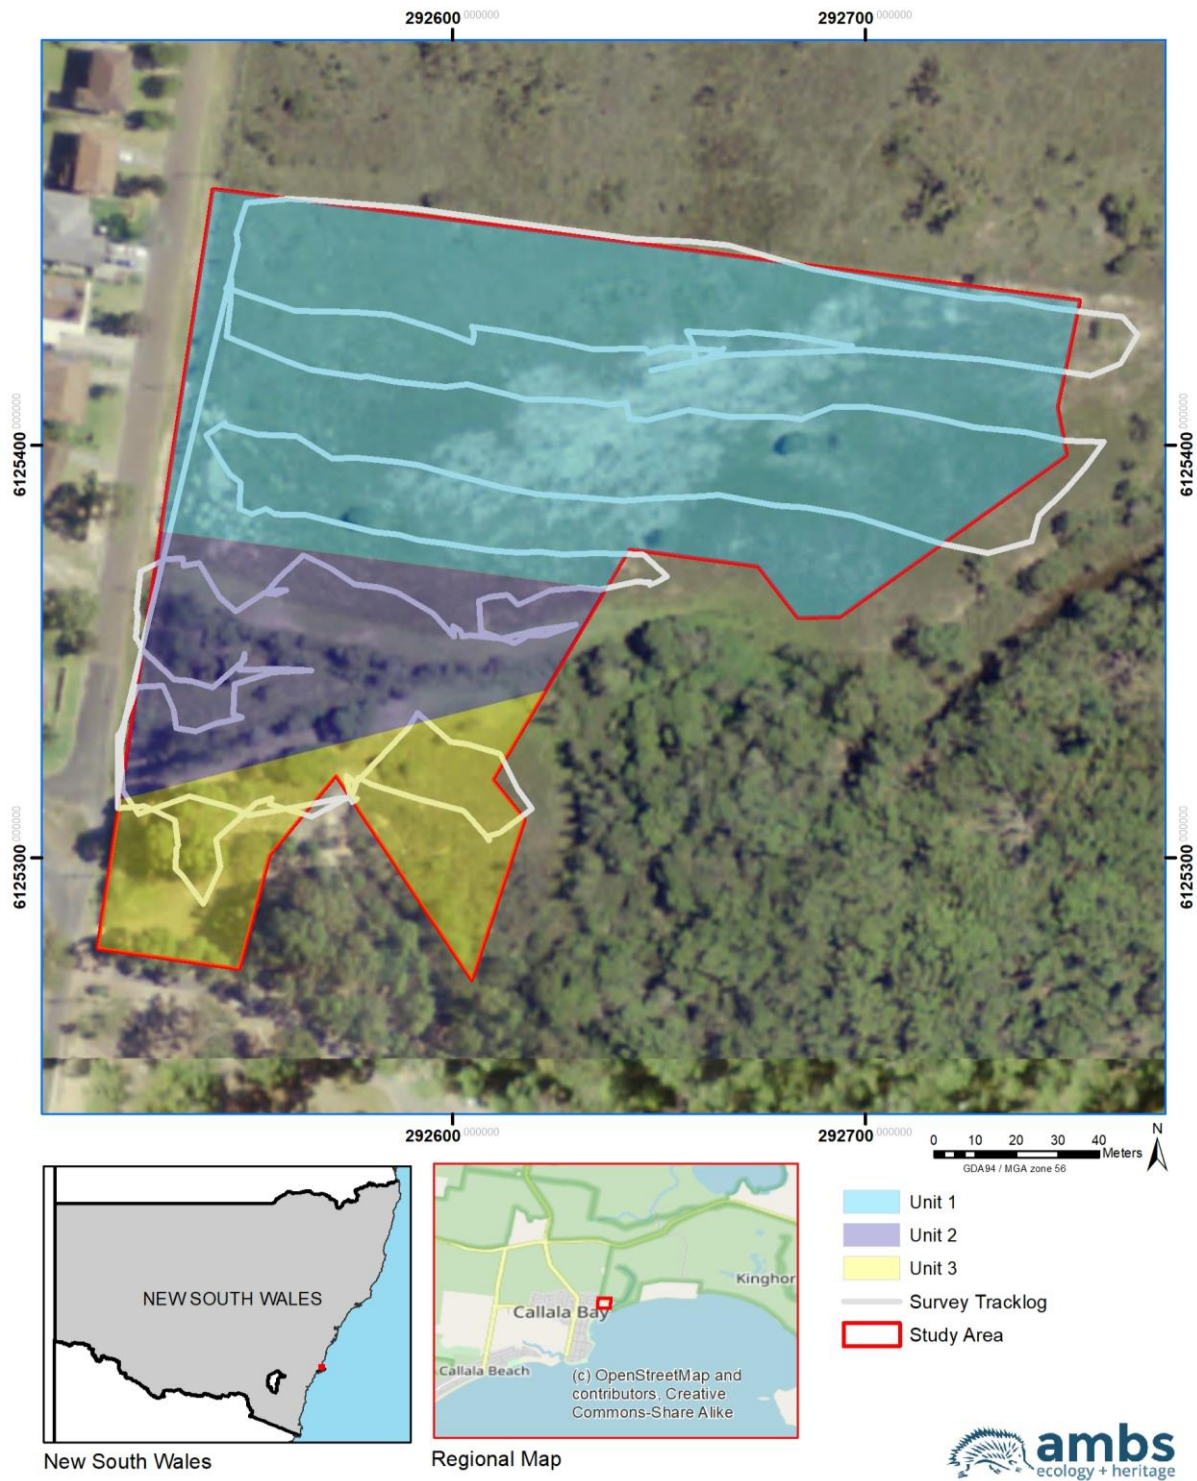 292600.000000 292700.000000
6125400.000000 6125400.000000
6125300.000000 6125300.000000
292600.000000 292700.000000
N
0 10 20 30 40
Meters
GDA94 / MGA zone 56
Unit 1
Unit 2
Unit 3
Survey Tracklog
Study Area
NEW SOUTH WALES
New South Wales
Kinghor
Callala Bay
Callala Beach
(c) OpenStreetMap and
contributors, Creative
Commons-Share Alike
Regional Map
ambs
ecology + heritage